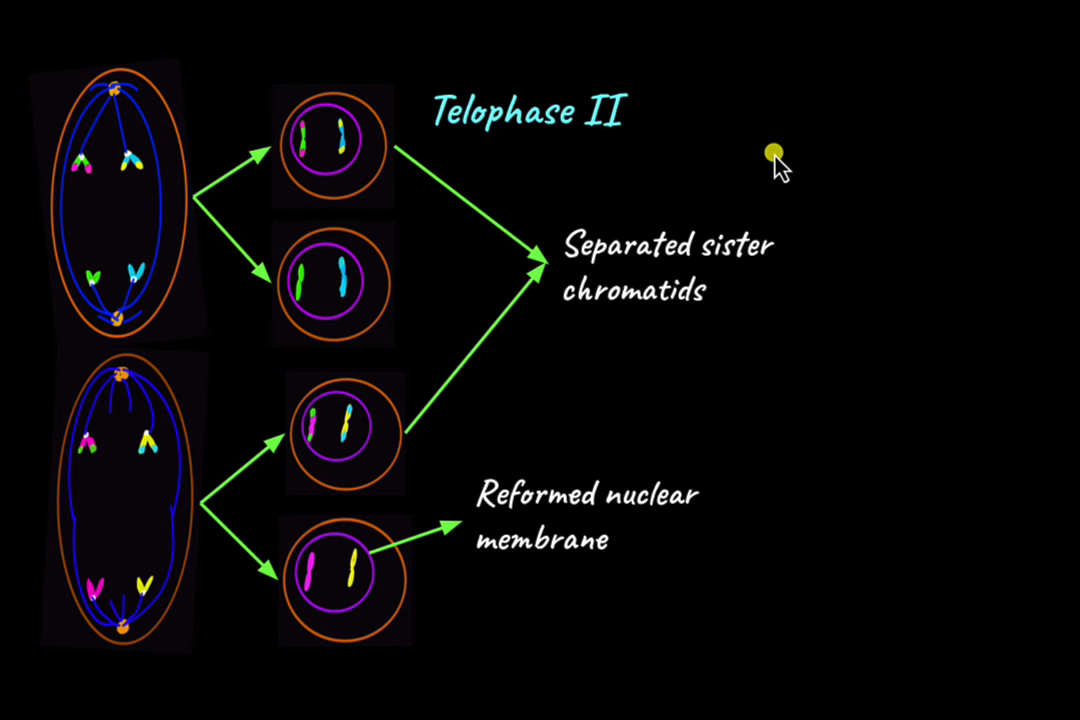 Telophase II
Separated sister
chromatids
Reformed nuclear
membrane